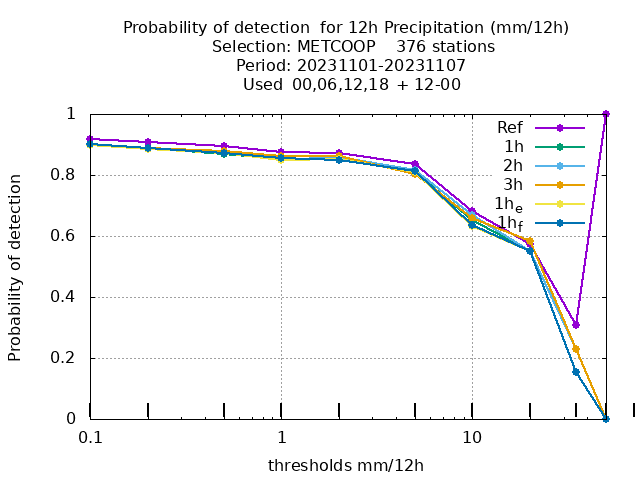 Probability of detection  for 12h Precipitation (mm/12h)
Selection: METCOOP    376 stations
Period: 20231101-20231107
Used  00,06,12,18  + 12-00
Ref
1h
2h
3h
1he
1hf
1
0.8
0.6
0.4
0.2
0
Probability of detection
0.1
1
10
thresholds mm/12h